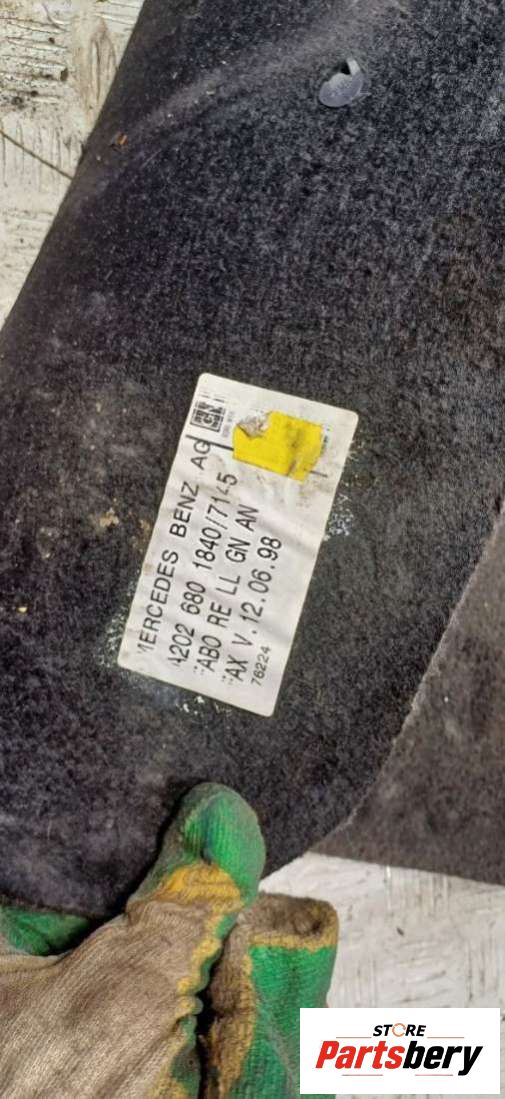 MERCEDES BENZ AG
A202 680 1840/7145
ABO RE LL GN AN
AX V.12.06.98
76224
GN
STORE
Partsbery